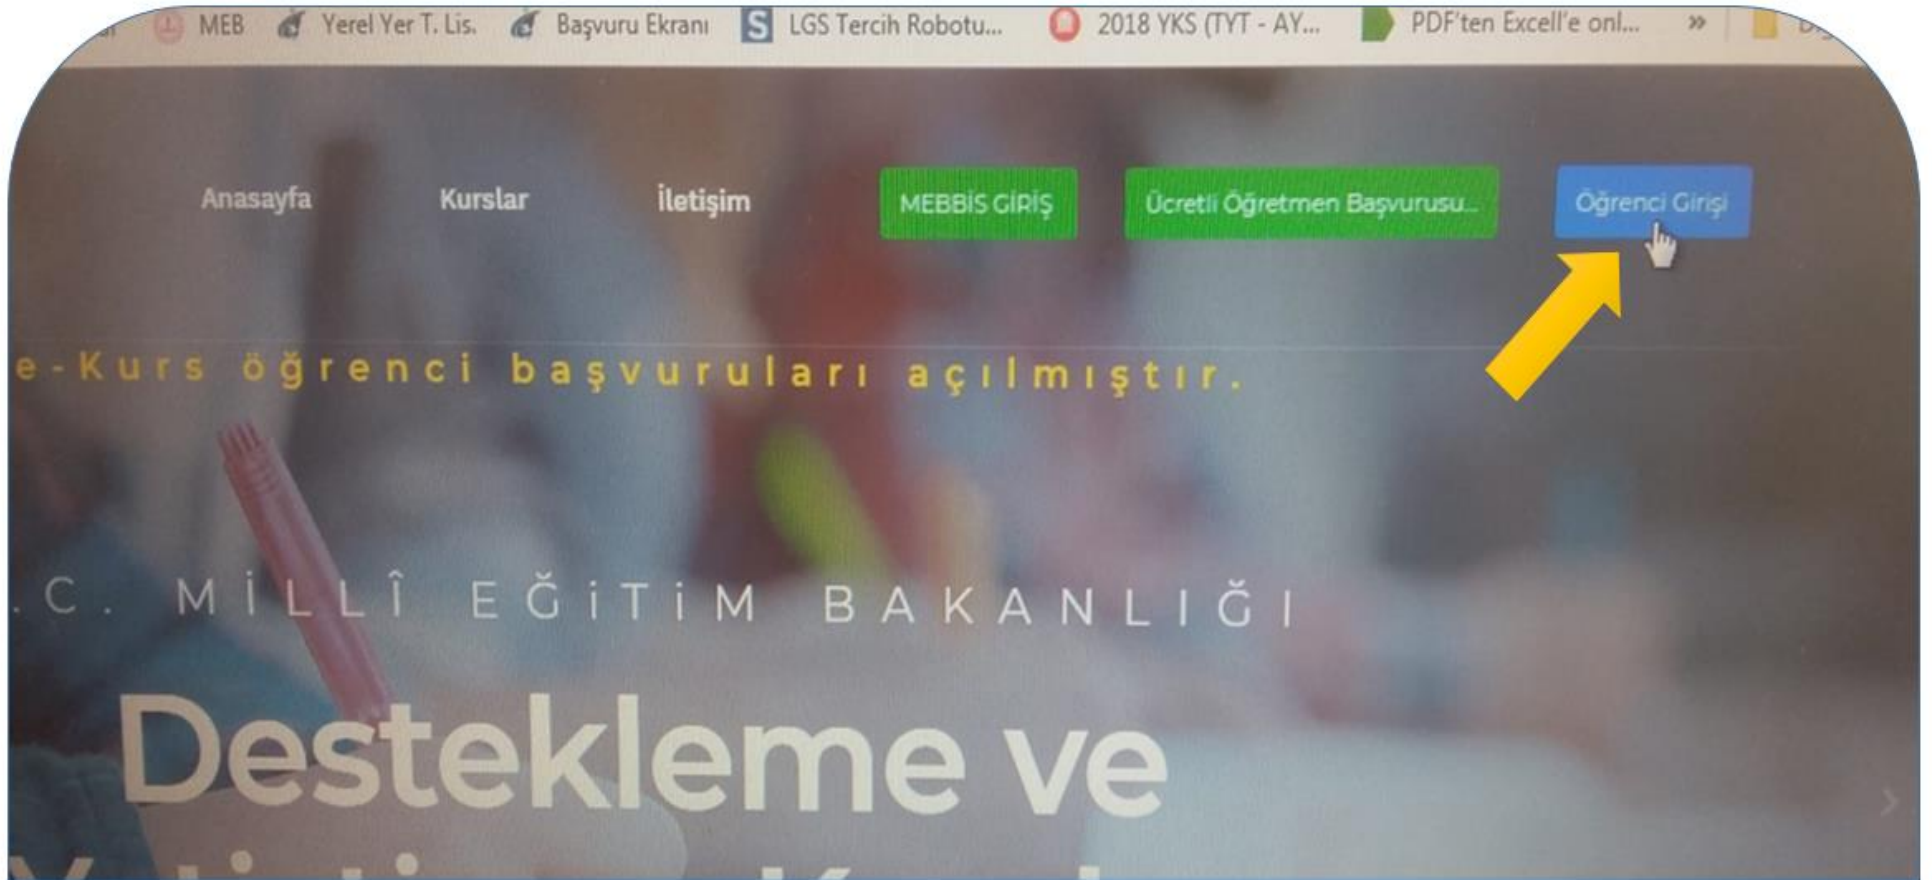 MEB Yerel Yer T. Lis. Başvuru Ekranı LGS Tercih Robotu... 2018 YKS (TYT - AY... PDF'ten Excell'e onl... »
Anasayfa Kurslar İletişim MEBBİS GİRİŞ Ücretli Öğretmen Başvurusu... Öğrenci Girişi
e-Kurs öğrenci başvuruları açılmıştır.
.C. MİLLÎ EĞİTİM BAKANLIĞI
Destekleme ve